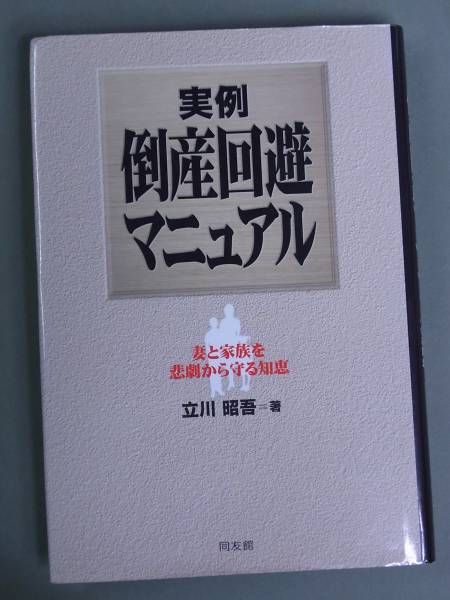 実例
倒産回避
マニュアル
妻と家族を
悲劇から守る知恵
立川 昭吾=著
同友館